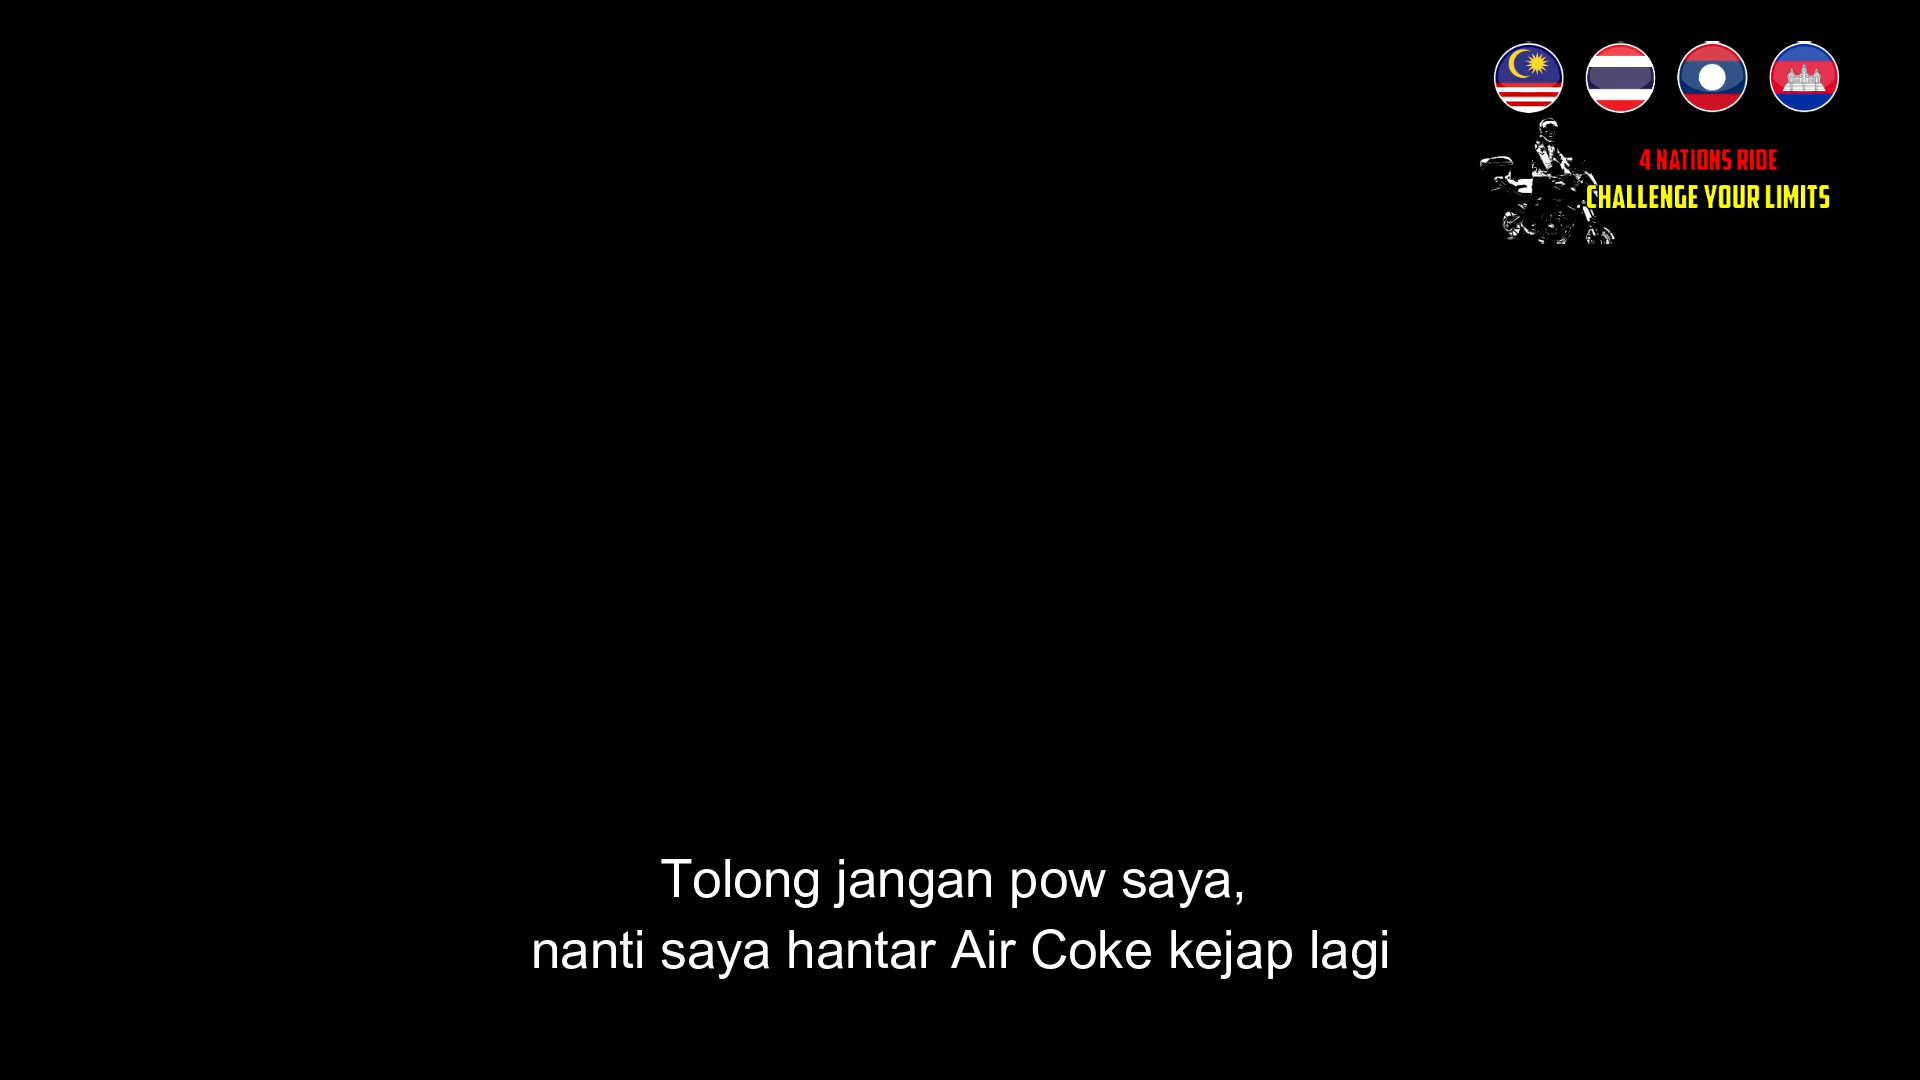 4 NATIONS RIDE
CHALLENGE YOUR LIMITS
Tolong jangan pow saya,
nanti saya hantar Air Coke kejap lagi